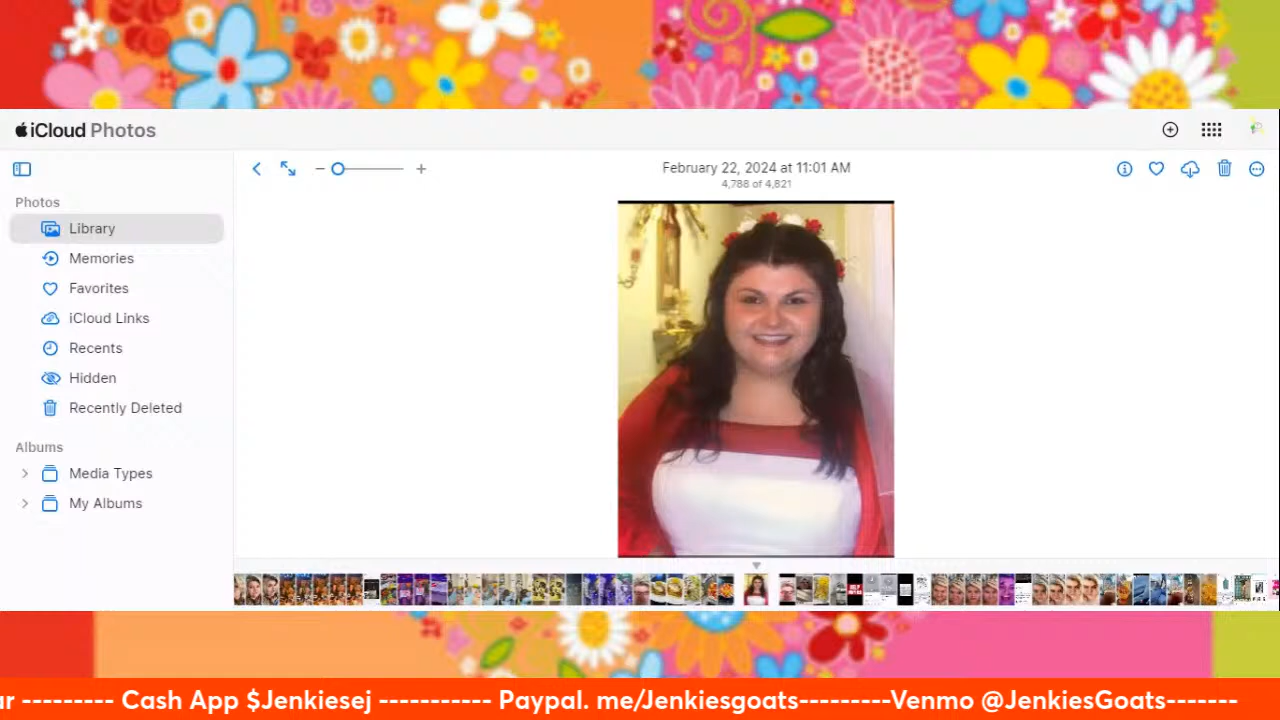 iCloud Photos
February 22, 2024 at 11:01 AM
4,788 of 4,821
Photos
Library
Memories
Favorites
iCloud Links
Recents
Hidden
Recently Deleted
Albums
Media Types
My Albums
ar --------- Cash App $Jenkiesej ----------- Paypal. me/Jenkiesgoats---------Venmo @JenkiesGoats-------